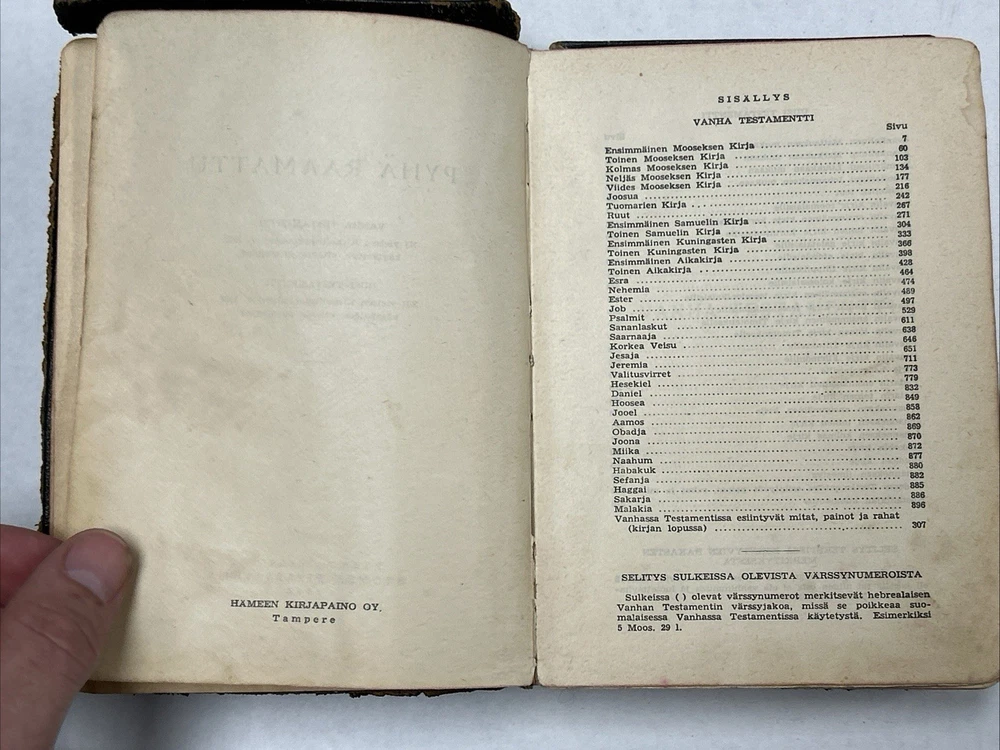 HÄMEEN KIRJAPAINO OY.
Tampere
SISÄLLYS
VANHA TESTAMENTTI
Sivu
Ensimmäinen Mooseksen Kirja ........ 7
Toinen Mooseksen Kirja ........ 60
Kolmas Mooseksen Kirja ........ 103
Neljäs Mooseksen Kirja ........ 134
Viides Mooseksen Kirja ........ 177
Joosua ........ 216
Tuomarien Kirja ........ 242
Ruut ........ 267
Ensimmäinen Samuelin Kirja ........ 271
Toinen Samuelin Kirja ........ 304
Ensimmäinen Kuningasten Kirja ........ 333
Toinen Kuningasten Kirja ........ 366
Ensimmäinen Aikakirja ........ 398
Toinen Aikakirja ........ 428
Esra ........ 464
Nehemia ........ 474
Ester ........ 489
Job ........ 497
Psalmit ........ 529
Sananlaskut ........ 611
Saarnaaja ........ 638
Korkea Veisu ........ 646
Jesaja ........ 651
Jeremia ........ 711
Valitusvirret ........ 773
Hesekiel ........ 779
Daniel ........ 832
Hoosea ........ 849
Jooel ........ 858
Aamos ........ 862
Obadja ........ 869
Joona ........ 870
Miika ........ 872
Naahum ........ 877
Habakuk ........ 880
Sefanja ........ 882
Haggai ........ 885
Sakarja ........ 886
Malakia ........ 896
Vanhassa Testamentissa esiintyvät mitat, painot ja rahat
(kirjan lopussa) ........ 307
SELITYS SULKEISSA OLEVISTA VÄRSSYNUMEROISTA
Sulkeissa ( ) olevat värssynumerot merkitsevät hebrealaisen
Vanhan Testamentin värssyjakoa, missä se poikkeaa suo-
malaisessa Vanhassa Testamentissa käytetystä. Esimerkiksi
5 Moos. 29 1.